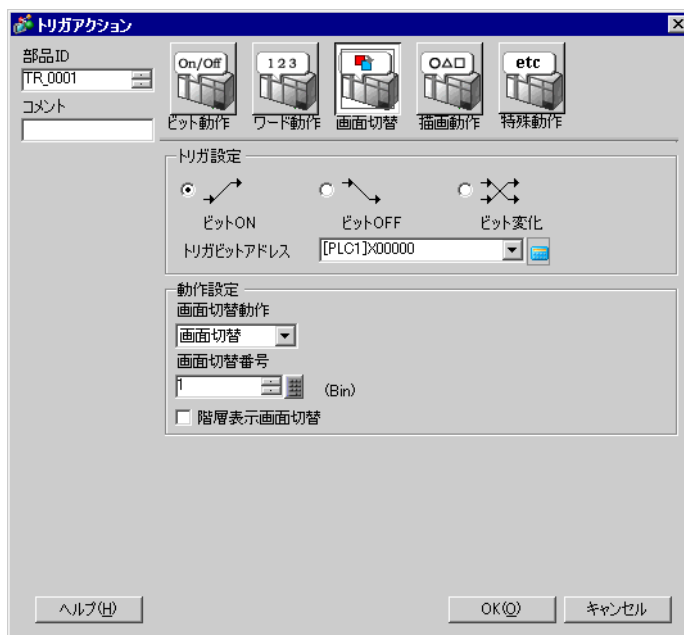 トリガアクション
部品ID
TR_0001
コメント
On/Off
1 2 3
○△□
etc
ビット動作
ワード動作
画面切替
描画動作
特殊動作
トリガ設定
ビットON
ビットOFF
ビット変化
トリガビットアドレス
[PLC1]X00000
動作設定
画面切替動作
画面切替
画面切替番号
1
(Bin)
階層表示画面切替
ヘルプ(H)
OK(O)
キャンセル